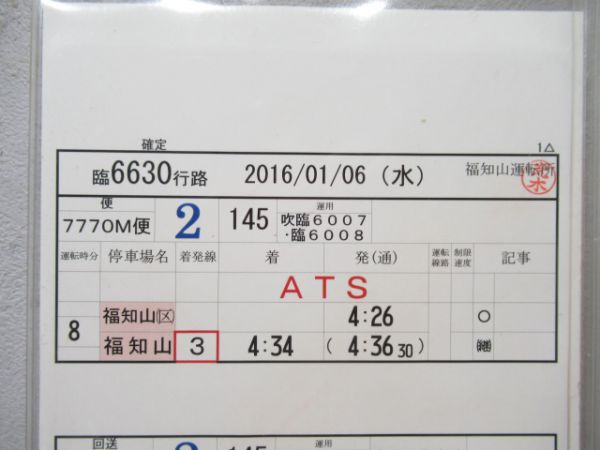 確定
1△
臨6630行路 2016/01/06 (水) 福知山運転所
便 運用
7770M便 2 145 吹臨6007
・臨6008
運転時分 停車場名 着発線 着 発(通) 運転線路 制限速度 記事
ATS
福知山㋗ 4:26 ○
8 福知山 3 4:34 (4:36 30)
回送 2 145 運用